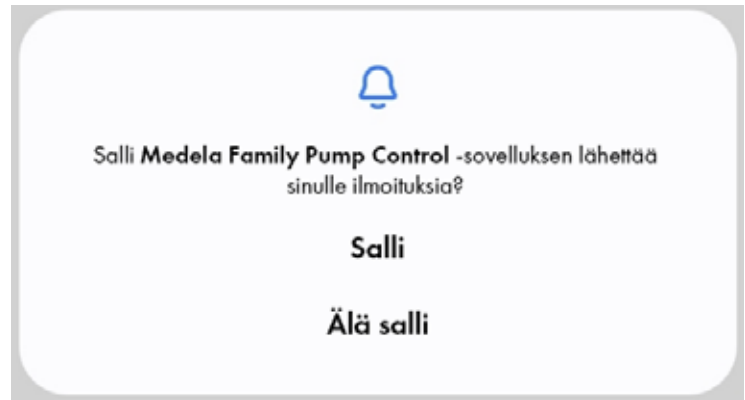 Salli Medela Family Pump Control -sovelluksen lähettää
sinulle ilmoituksia?
Salli
Älä salli